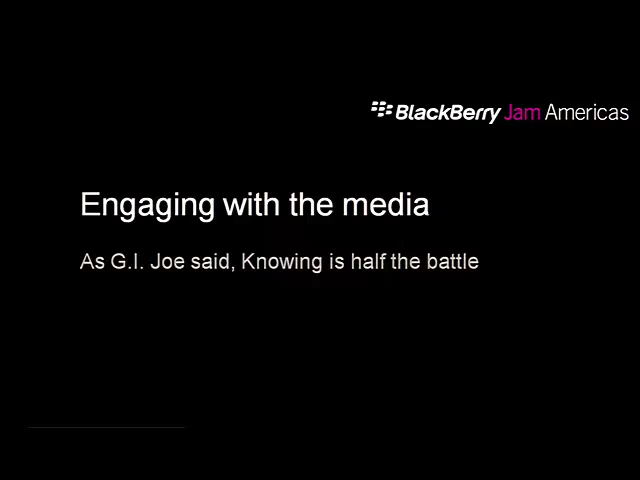 BlackBerry Jam Americas
Engaging with the media
As G.I. Joe said, Knowing is half the battle